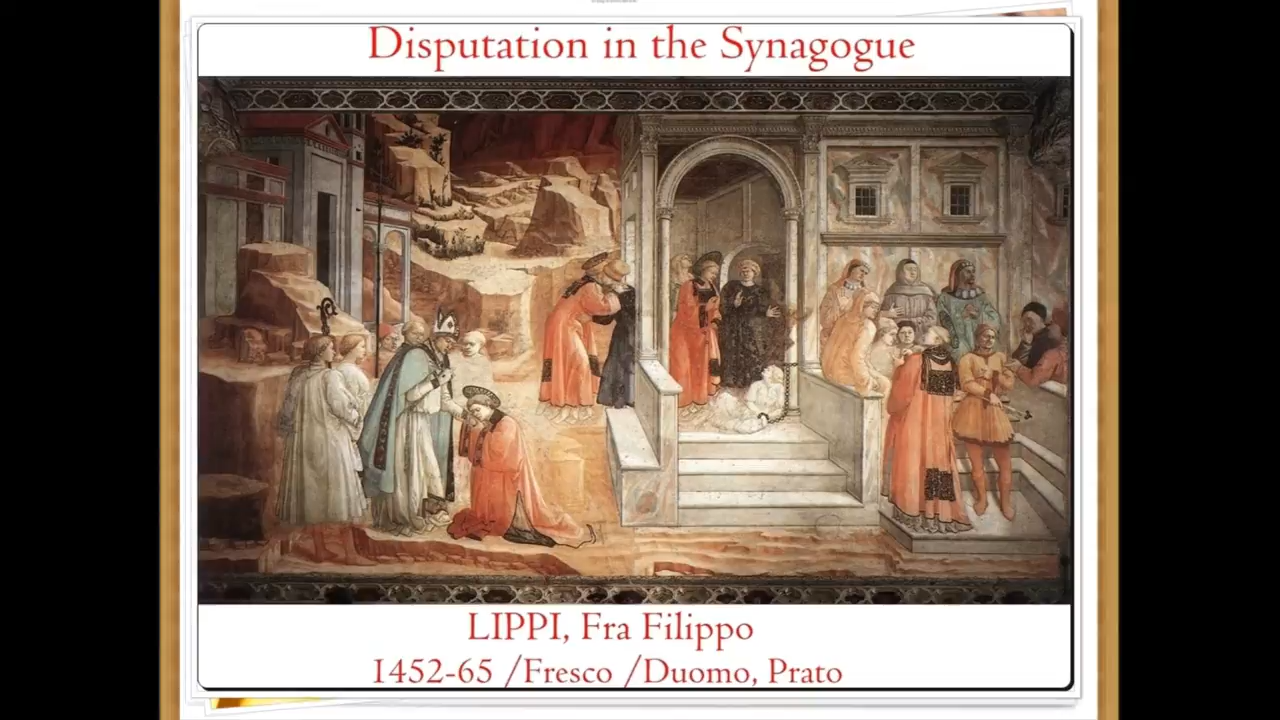 Disputation in the Synagogue
LIPPI, Fra Filippo
1452-65 /Fresco /Duomo, Prato